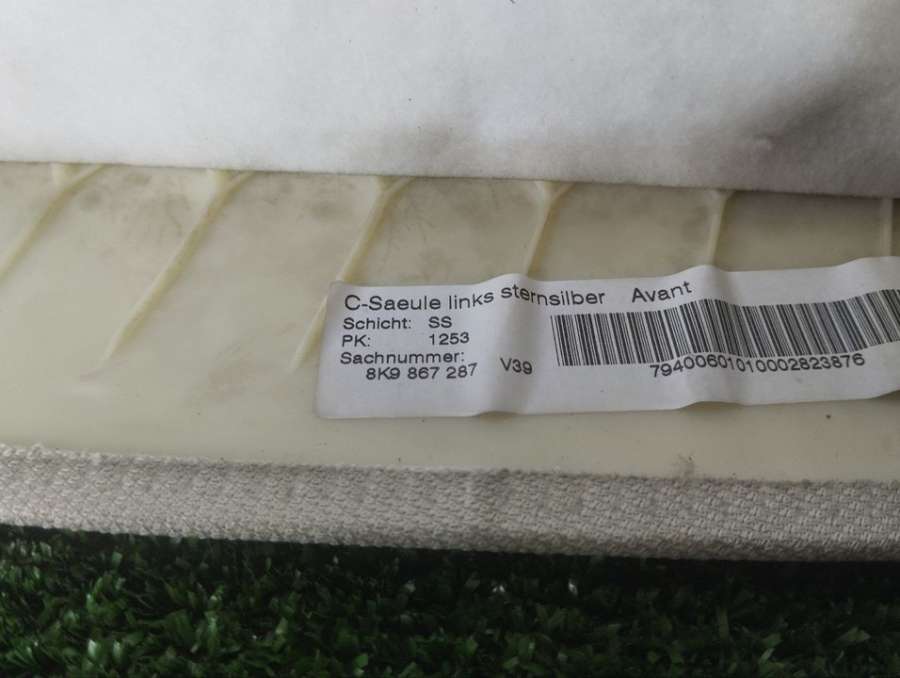 C-Saeule links sternsilber Avant
Schicht: SS
PK: 1253
Sachnummer:
8K9 867 287 V39
79400601010002823876